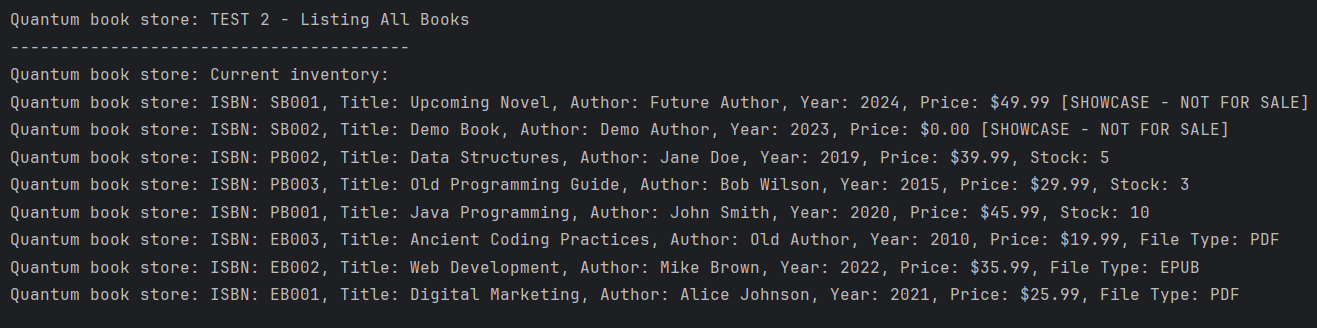 Quantum book store: TEST 2 - Listing All Books
----------------------------------------
Quantum book store: Current inventory:
Quantum book store: ISBN: SB001, Title: Upcoming Novel, Author: Future Author, Year: 2024, Price: $49.99 [SHOWCASE - NOT FOR SALE]
Quantum book store: ISBN: SB002, Title: Demo Book, Author: Demo Author, Year: 2023, Price: $0.00 [SHOWCASE - NOT FOR SALE]
Quantum book store: ISBN: PB002, Title: Data Structures, Author: Jane Doe, Year: 2019, Price: $39.99, Stock: 5
Quantum book store: ISBN: PB003, Title: Old Programming Guide, Author: Bob Wilson, Year: 2015, Price: $29.99, Stock: 3
Quantum book store: ISBN: PB001, Title: Java Programming, Author: John Smith, Year: 2020, Price: $45.99, Stock: 10
Quantum book store: ISBN: EB003, Title: Ancient Coding Practices, Author: Old Author, Year: 2010, Price: $19.99, File Type: PDF
Quantum book store: ISBN: EB002, Title: Web Development, Author: Mike Brown, Year: 2022, Price: $35.99, File Type: EPUB
Quantum book store: ISBN: EB001, Title: Digital Marketing, Author: Alice Johnson, Year: 2021, Price: $25.99, File Type: PDF